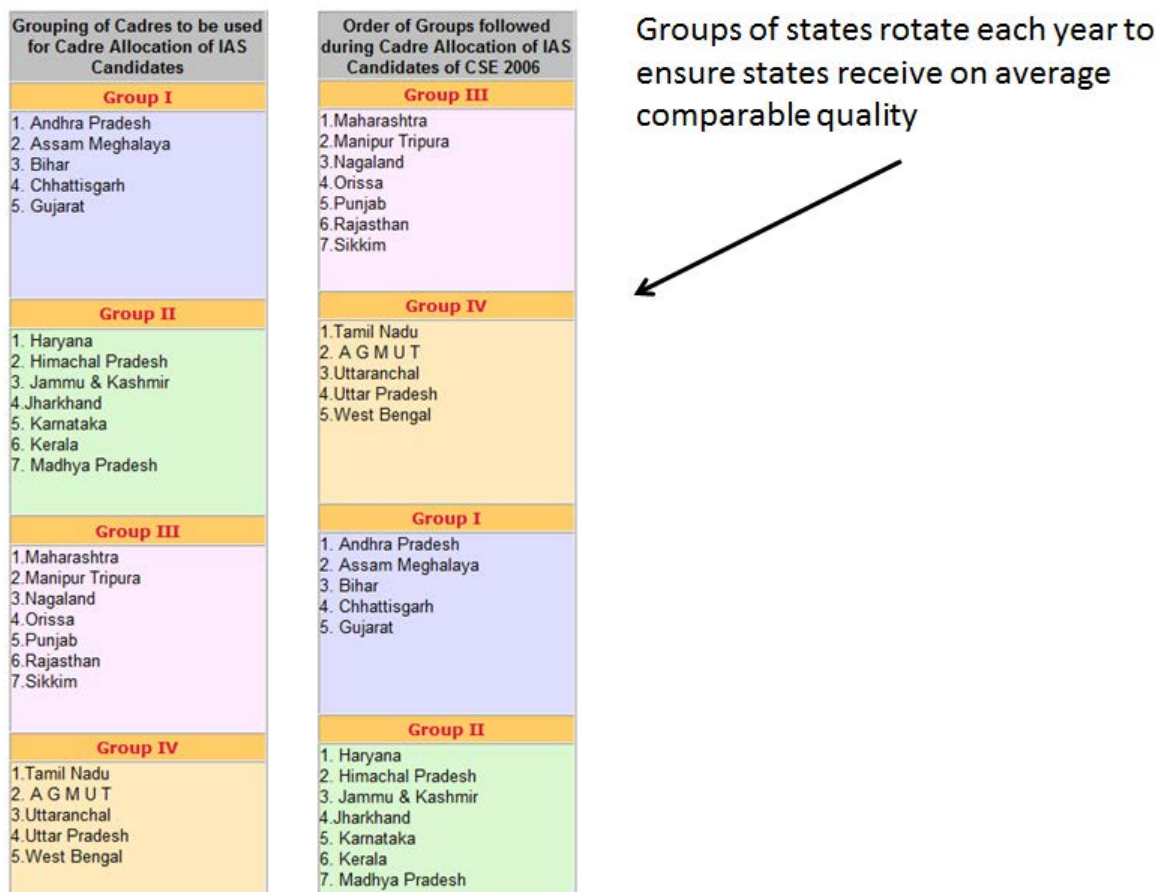 Grouping of Cadres to be used
for Cadre Allocation of IAS
Candidates
Group I
1. Andhra Pradesh
2. Assam Meghalaya
3. Bihar
4. Chhattisgarh
5. Gujarat
Group II
1. Haryana
2. Himachal Pradesh
3. Jammu & Kashmir
4.Jharkhand
5. Karnataka
6. Kerala
7. Madhya Pradesh
Group III
1.Maharashtra
2.Manipur Tripura
3.Nagaland
4.Orissa
5.Punjab
6.Rajasthan
7.Sikkim
Group IV
1.Tamil Nadu
2. A G M U T
3.Uttaranchal
4.Uttar Pradesh
5.West Bengal
Order of Groups followed
during Cadre Allocation of IAS
Candidates of CSE 2006
Group III
1.Maharashtra
2.Manipur Tripura
3.Nagaland
4.Orissa
5.Punjab
6.Rajasthan
7.Sikkim
Group IV
1.Tamil Nadu
2. A G M U T
3.Uttaranchal
4.Uttar Pradesh
5.West Bengal
Group I
1. Andhra Pradesh
2. Assam Meghalaya
3. Bihar
4. Chhattisgarh
5. Gujarat
Group II
1. Haryana
2. Himachal Pradesh
3. Jammu & Kashmir
4.Jharkhand
5. Karnataka
6. Kerala
7. Madhya Pradesh
Groups of states rotate each year to
ensure states receive on average
comparable quality